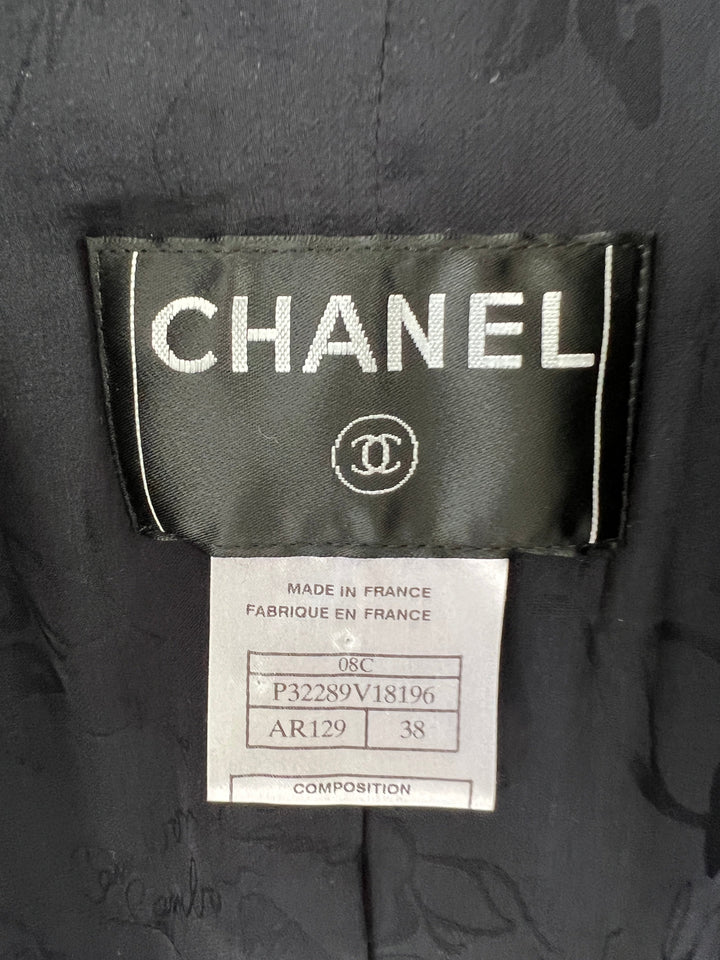 CHANEL
MADE IN FRANCE
FABRIQUE EN FRANCE
08C
P32289V18196
AR129 38
COMPOSITION